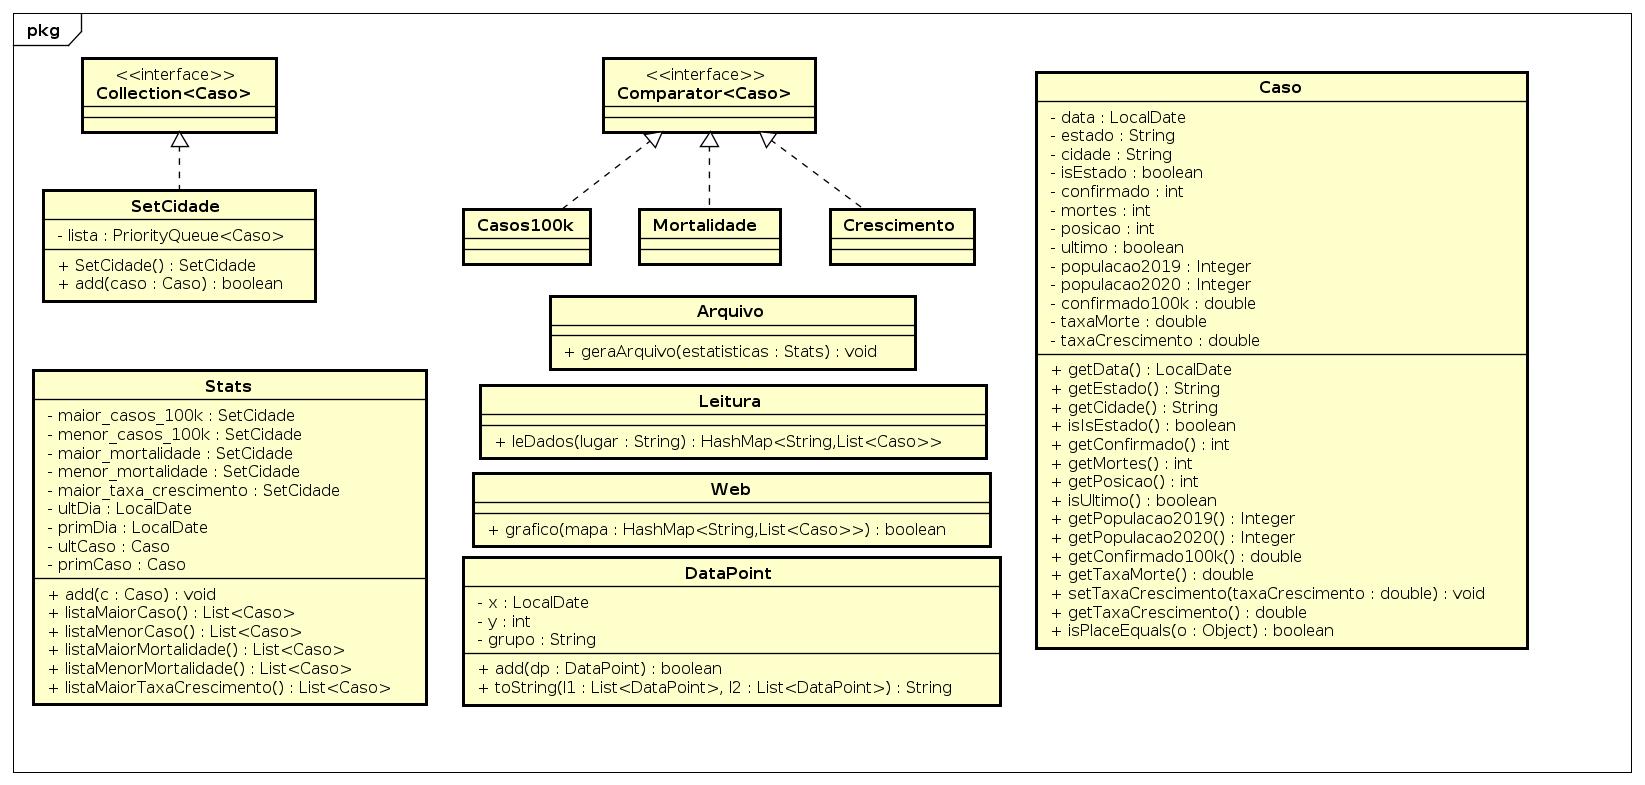 pkg
<<interface>>
Collection<Caso>
SetCidade
- lista : PriorityQueue<Caso>
+ SetCidade() : SetCidade
+ add(caso : Caso) : boolean
Stats
- maior_casos_100k : SetCidade
- menor_casos_100k : SetCidade
- maior_mortalidade : SetCidade
- menor_mortalidade : SetCidade
- maior_taxa_crescimento : SetCidade
- ultDia : LocalDate
- primDia : LocalDate
- ultCaso : Caso
- primCaso : Caso
+ add(c : Caso) : void
+ listaMaiorCaso() : List<Caso>
+ listaMenorCaso() : List<Caso>
+ listaMaiorMortalidade() : List<Caso>
+ listaMenorMortalidade() : List<Caso>
+ listaMaiorTaxaCrescimento() : List<Caso>
<<interface>>
Comparator<Caso>
Casos100k
Mortalidade
Crescimento
Arquivo
+ geraArquivo(estatisticas : Stats) : void
Leitura
+ leDados(lugar : String) : HashMap<String,List<Caso>>
Web
+ grafico(mapa : HashMap<String,List<Caso>>) : boolean
DataPoint
- x : LocalDate
- y : int
- grupo : String
+ add(dp : DataPoint) : boolean
+ toString(l1 : List<DataPoint>, l2 : List<DataPoint>) : String
Caso
- data : LocalDate
- estado : String
- cidade : String
- isEstado : boolean
- confirmado : int
- mortes : int
- posicao : int
- ultimo : boolean
- populacao2019 : Integer
- populacao2020 : Integer
- confirmado100k : double
- taxaMorte : double
- taxaCrescimento : double
+ getData() : LocalDate
+ getEstado() : String
+ getCidade() : String
+ isIsEstado() : boolean
+ getConfirmado() : int
+ getMortes() : int
+ getPosicao() : int
+ isUltimo() : boolean
+ getPopulacao2019() : Integer
+ getPopulacao2020() : Integer
+ getConfirmado100k() : double
+ getTaxaMorte() : double
+ setTaxaCrescimento(taxaCrescimento : double) : void
+ getTaxaCrescimento() : double
+ isPlaceEquals(o : Object) : boolean